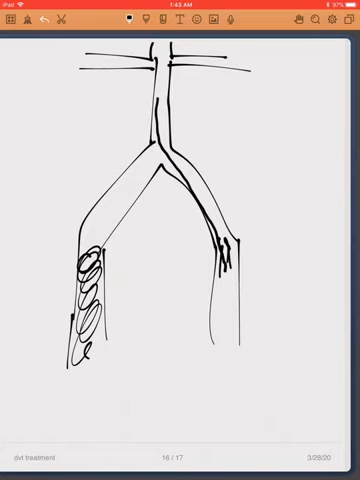 iPad
1:43 AM
97%
T
dvt treatment
16 / 17
3/28/20